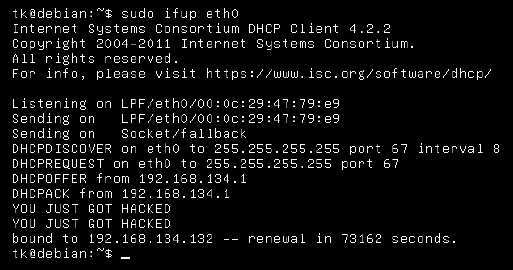 tk@debian:~$ sudo ifup eth0
Internet Systems Consortium DHCP Client 4.2.2
Copyright 2004-2011 Internet Systems Consortium.
All rights reserved.
For info, please visit https://www.isc.org/software/dhcp/

Listening on LPF/eth0/00:0c:29:47:79:e9
Sending on   LPF/eth0/00:0c:29:47:79:e9
Sending on   Socket/fallback
DHCPDISCOVER on eth0 to 255.255.255.255 port 67 interval 8
DHCPREQUEST on eth0 to 255.255.255.255 port 67
DHCPOFFER from 192.168.134.1
DHCPACK from 192.168.134.1
YOU JUST GOT HACKED
YOU JUST GOT HACKED
bound to 192.168.134.132 -- renewal in 73162 seconds.
tk@debian:~$ _